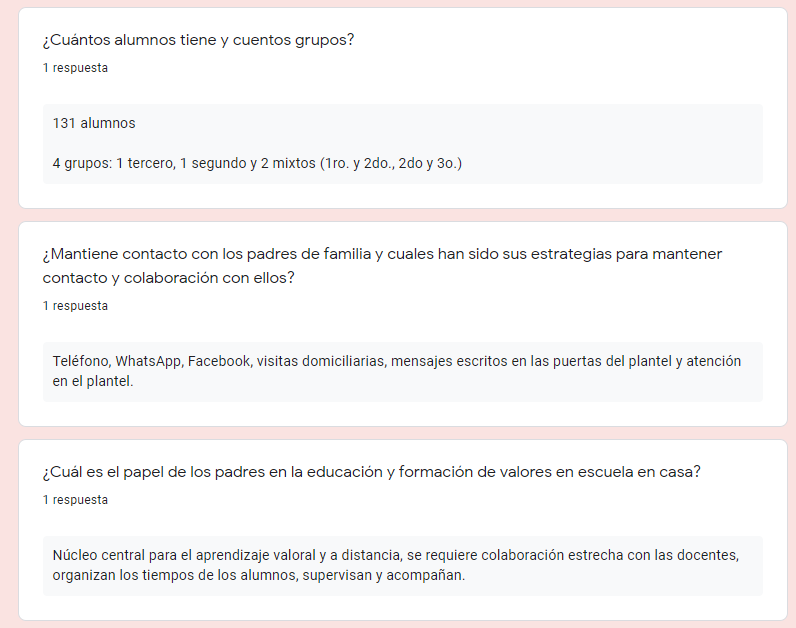 ¿Cuántos alumnos tiene y cuentos grupos?
1 respuesta
131 alumnos
4 grupos: 1 tercero, 1 segundo y 2 mixtos (1ro. y 2do., 2do y 3o.)
¿Mantiene contacto con los padres de familia y cuales han sido sus estrategias para mantener
contacto y colaboración con ellos?
1 respuesta
Teléfono, WhatsApp, Facebook, visitas domiciliarias, mensajes escritos en las puertas del plantel y atención
en el plantel.
¿Cuál es el papel de los padres en la educación y formación de valores en escuela en casa?
1 respuesta
Núcleo central para el aprendizaje valoral y a distancia, se requiere colaboración estrecha con las docentes,
organizan los tiempos de los alumnos, supervisan y acompañan.